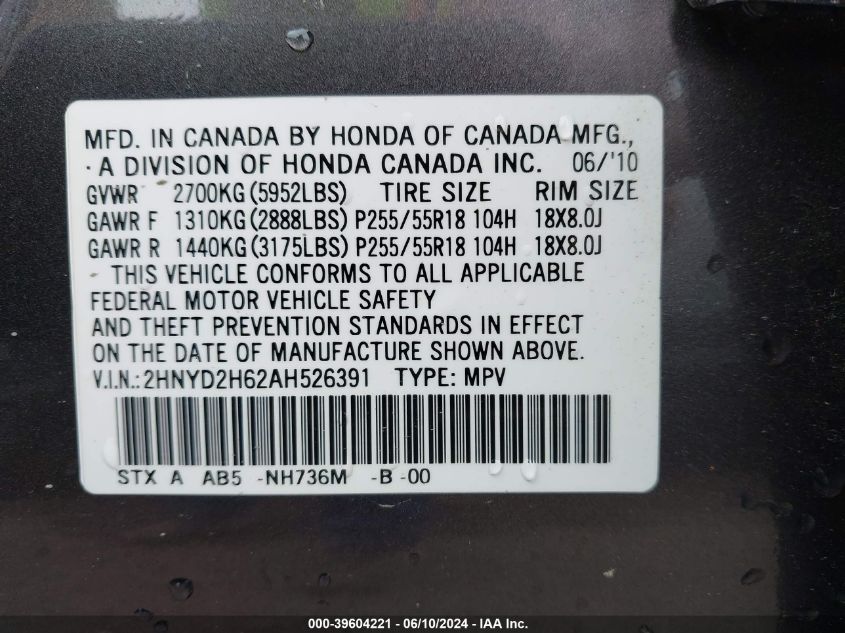 MFD. IN CANADA BY HONDA OF CANADA MFG.,
· A DIVISION OF HONDA CANADA INC. 06/'10
GVWR 2700KG (5952LBS) TIRE SIZE RIM SIZE
GAWR F 1310KG (2888LBS) P255/55R18 104H 18X8.0J
GAWR R 1440KG (3175LBS) P255/55R18 104H 18X8.0J
THIS VEHICLE CONFORMS TO ALL APPLICABLE
FEDERAL MOTOR VEHICLE SAFETY
AND THEFT PREVENTION STANDARDS IN EFFECT
ON THE DATE OF MANUFACTURE SHOWN ABOVE.
V.I.N.: 2HNYD2H62AH526391 TYPE: MPV
STX A AB5 -NH736M -B -00
000-39604221 - 06/10/2024 - IAA Inc.